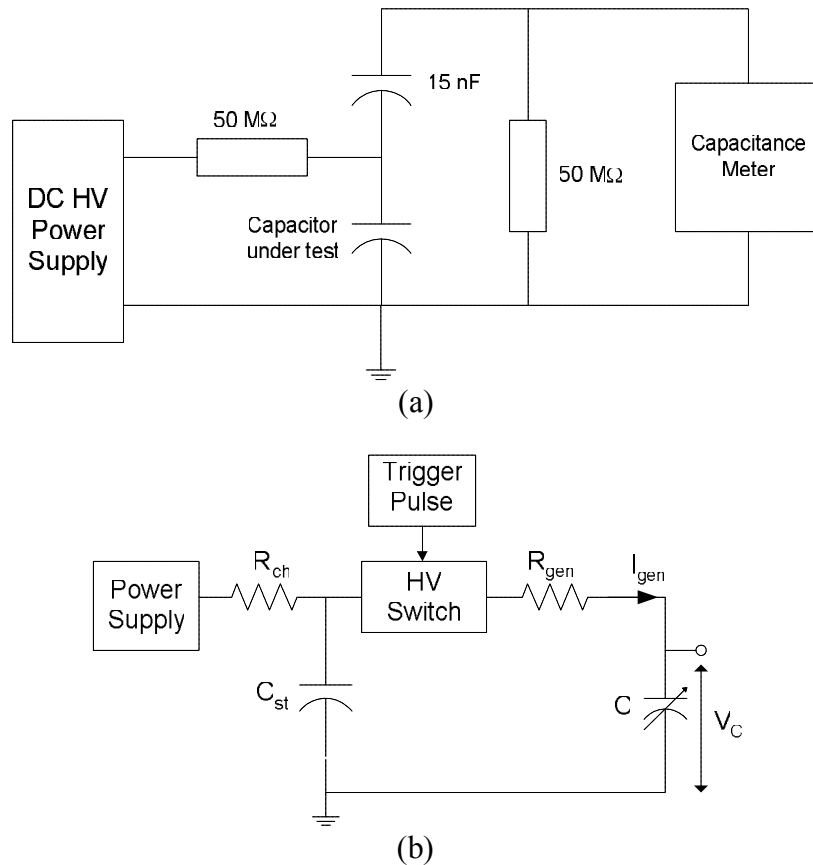 15 nF
50 MΩ
50 MΩ
Capacitance
Meter
DC HV
Power
Supply
Capacitor
under test
(a)
Trigger
Pulse
Power
Supply
R_ch
HV
Switch
R_gen
I_gen
C_st
C
V_C
(b)